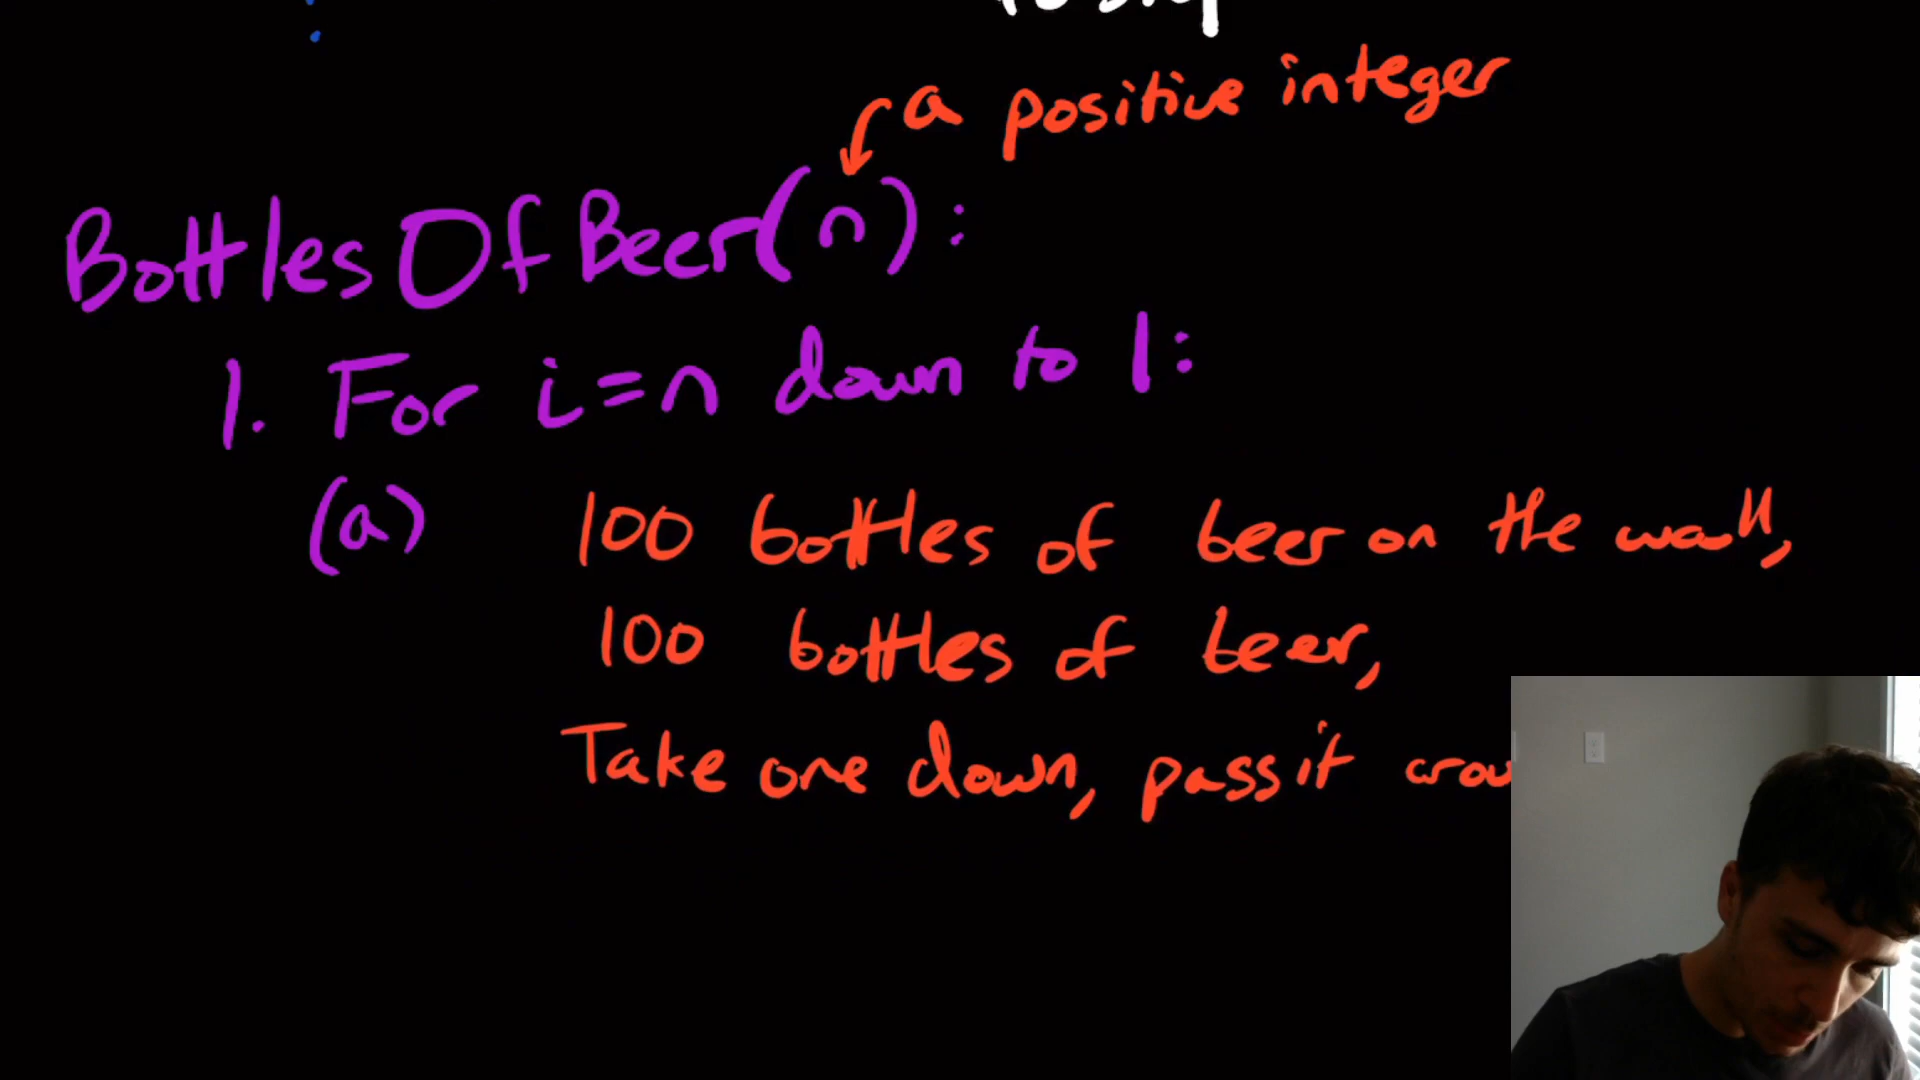 a positive integer
BottlesOfBeer(n):
1. For i=n down to 1:
(a) 100 bottles of beer on the wall,
100 bottles of beer,
Take one down, pass it